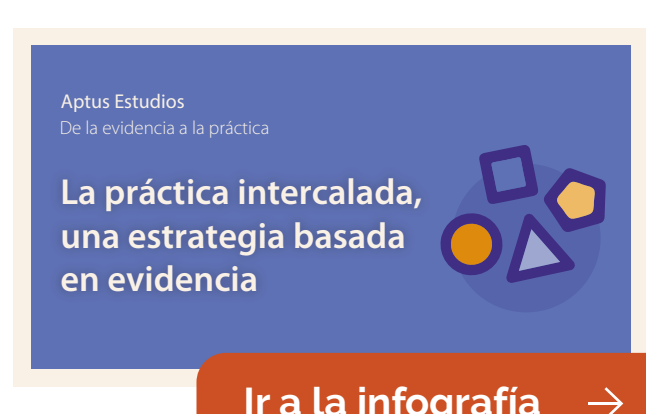 Aptus Estudios
De la evidencia a la práctica
La práctica intercalada,
una estrategia basada
en evidencia
Ir a la infografía